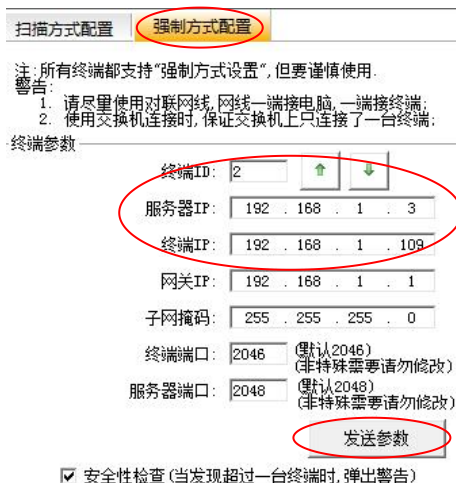 扫描方式配置 强制方式配置
注:所有终端都支持“强制方式设置”,但要谨慎使用.
警告:
1. 请尽量使用对联网线,网线一端接电脑,一端接终端;
2. 使用交换机连接时,保证交换机上只连接了一台终端;
终端参数
终端ID: 2
服务器IP: 192 . 168 . 1 . 3
终端IP: 192 . 168 . 1 . 109
网关IP: 192 . 168 . 1 . 1
子网掩码: 255 . 255 . 255 . 0
终端端口: 2046 (默认2046)
(非特殊需要请勿修改)
服务器端口: 2048 (默认2048)
(非特殊需要请勿修改)
发送参数
安全性检查(当发现超过一台终端时,弹出警告)